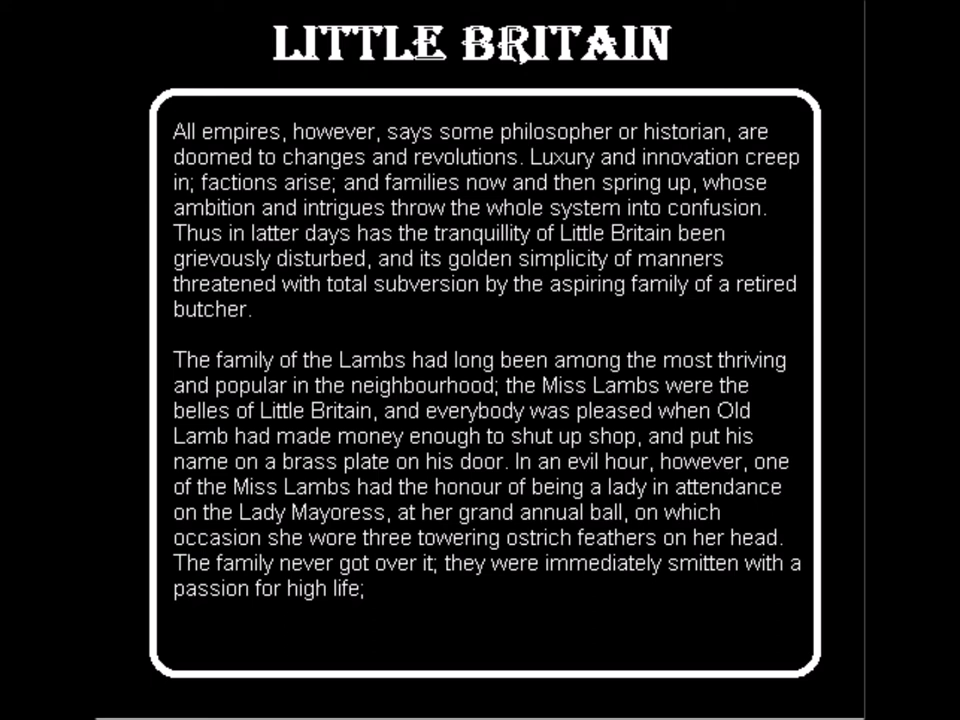 LITTLE BRITAIN
All empires, however, says some philosopher or historian, are
doomed to changes and revolutions. Luxury and innovation creep
in; factions arise; and families now and then spring up, whose
ambition and intrigues throw the whole system into confusion.
Thus in latter days has the tranquillity of Little Britain been
grievously disturbed, and its golden simplicity of manners
threatened with total subversion by the aspiring family of a retired
butcher.
The family of the Lambs had long been among the most thriving
and popular in the neighbourhood; the Miss Lambs were the
belles of Little Britain, and everybody was pleased when Old
Lamb had made money enough to shut up shop, and put his
name on a brass plate on his door. In an evil hour, however, one
of the Miss Lambs had the honour of being a lady in attendance
on the Lady Mayoress, at her grand annual ball, on which
occasion she wore three towering ostrich feathers on her head.
The family never got over it; they were immediately smitten with a
passion for high life;